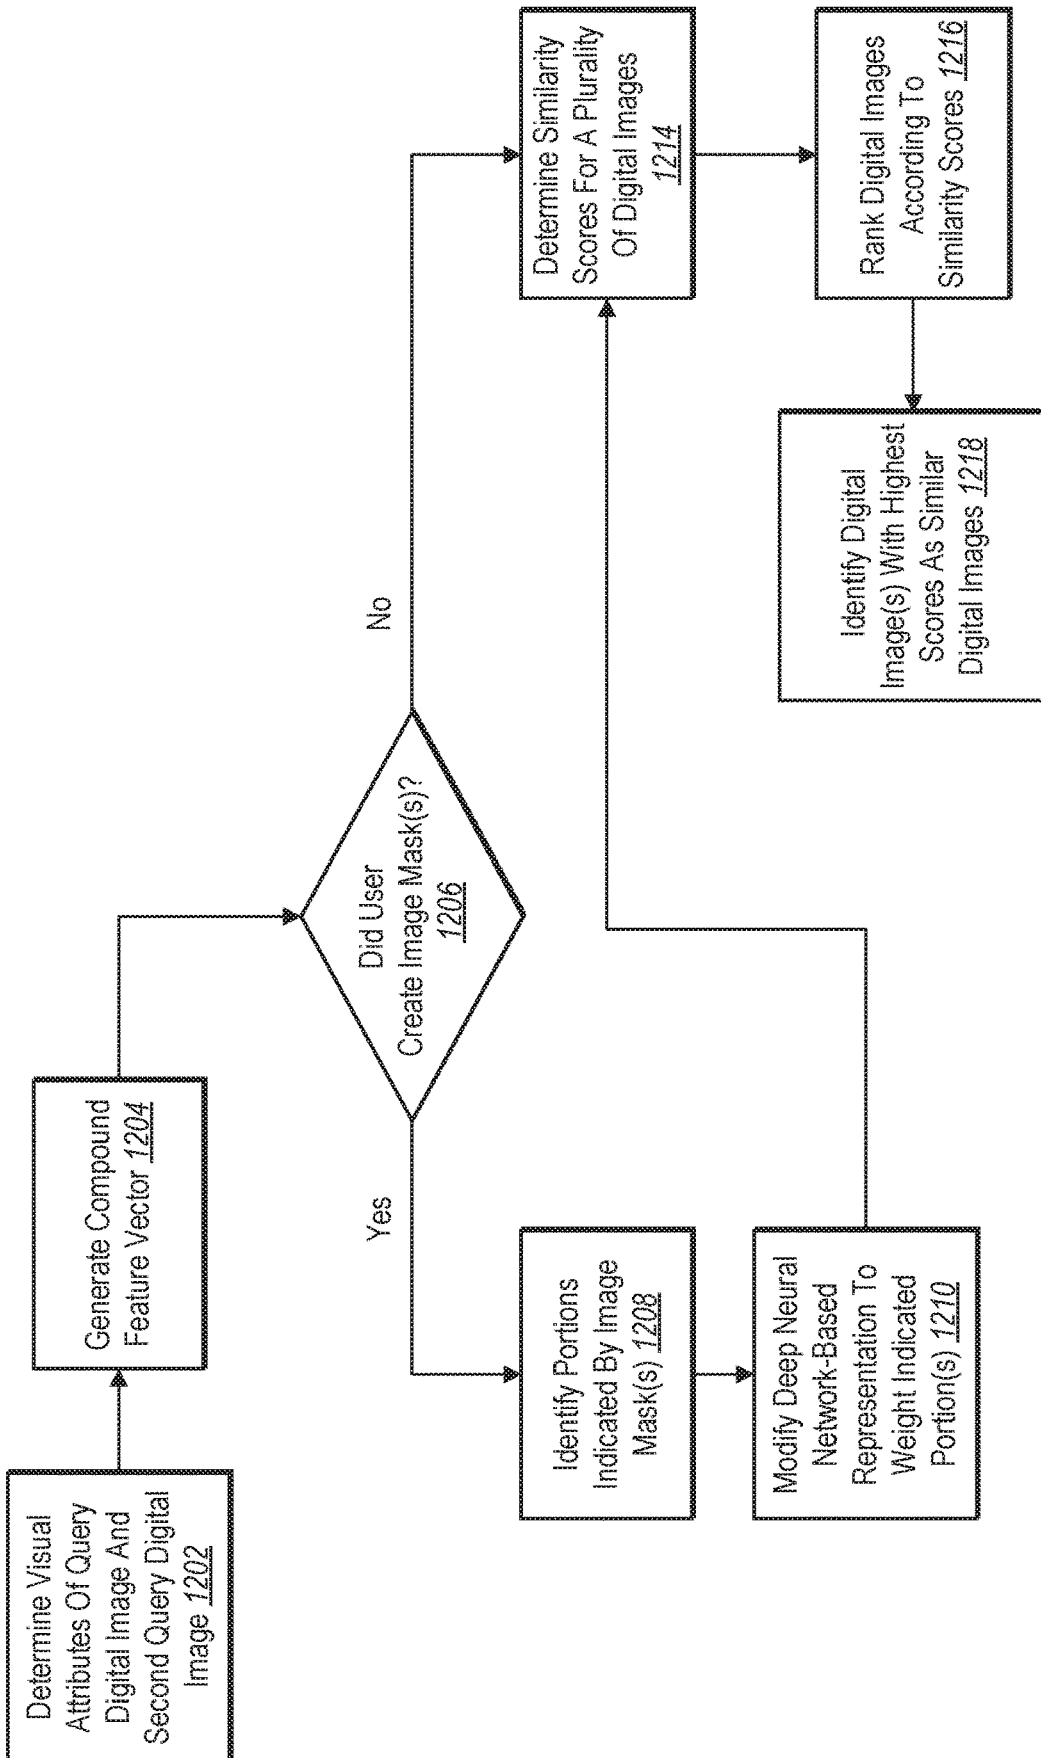 Determine Visual
Attributes Of Query
Digital Image And
Second Query Digital
Image 1202
Generate Compound
Feature Vector 1204
Did User
Create Image Mask(s)?
1206
Yes
No
Identify Portions
Indicated By Image
Mask(s) 1208
Modify Deep Neural
Network-Based
Representation To
Weight Indicated
Portion(s) 1210
Determine Similarity
Scores For A Plurality
Of Digital Images
1214
Rank Digital Images
According To
Similarity Scores 1216
Identify Digital
Image(s) With Highest
Scores As Similar
Digital Images 1218